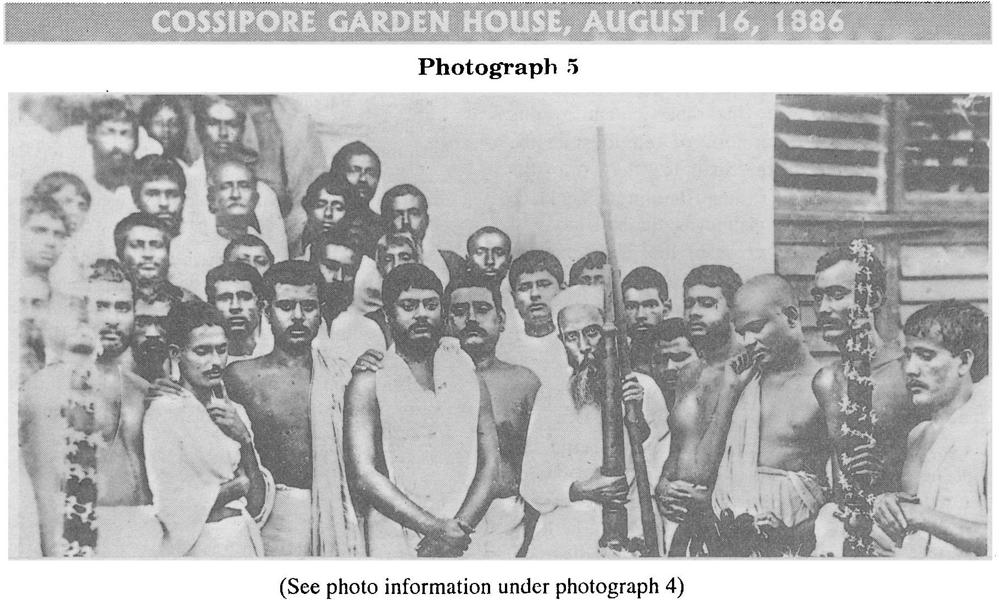 COSSIPORE GARDEN HOUSE, AUGUST 16, 1886
Photograph 5
(See photo information under photograph 4)